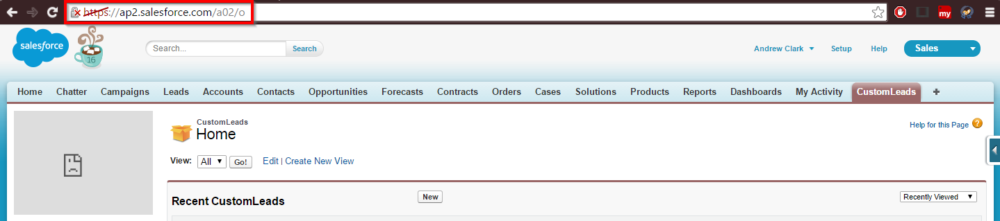 https://ap2.salesforce.com/a02/o
my
salesforce
16
Search...
Search
Andrew Clark
Setup
Help
Sales
Home Chatter Campaigns Leads Accounts Contacts Opportunities Forecasts Contracts Orders Cases Solutions Products Reports Dashboards My Activity CustomLeads +
CustomLeads
Home
Help for this Page ?
View: All Go! Edit | Create New View
Recent CustomLeads
New
Recently Viewed